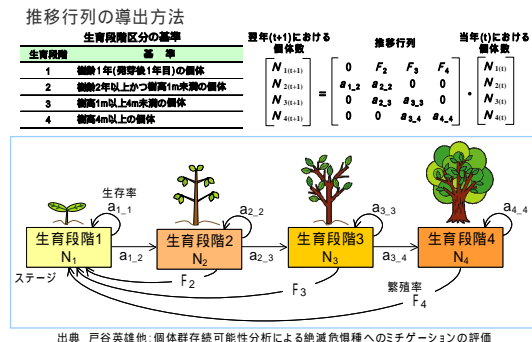 推移行列の導出方法
生育段階区分の基準
生育段階 基 準
1 樹齢1年(発芽後1年目)の個体
2 樹齢2年以上かつ樹高1m未満の個体
3 樹高1m以上4m未満の個体
4 樹高4m以上の個体
翌年(t+1)における個体数
推移行列
当年(t)における個体数
N1(t+1) 0 F2 F3 F4 N1(t)
N2(t+1) a1_2 a2_2 0 0 N2(t)
N3(t+1) = 0 a2_3 a3_3 0 ・ N3(t)
N4(t+1) 0 0 a3_4 a4_4 N4(t)
生存率
a1_1 a2_2 a3_3 a4_4
生育段階1 a1_2 生育段階2 a2_3 生育段階3 a3_4 生育段階4
N1 N2 N3 N4
ステージ
F2
F3
繁殖率
F4
出典 戸谷英雄他:個体群存続可能性分析による絶滅危惧種へのミチゲーションの評価